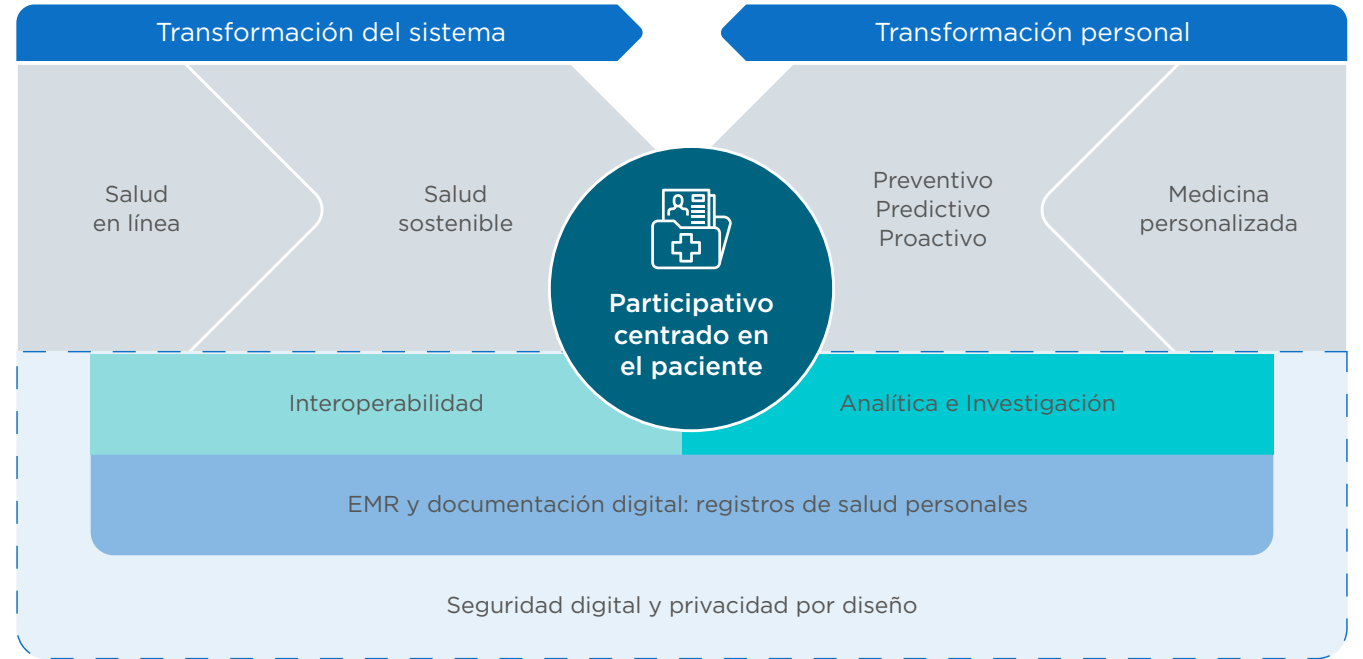 Transformación del sistema
Transformación personal
Salud
en línea
Salud
sostenible
Participativo
centrado en
el paciente
Preventivo
Predictivo
Proactivo
Medicina
personalizada
Interoperabilidad
Analítica e Investigación
EMR y documentación digital: registros de salud personales
Seguridad digital y privacidad por diseño